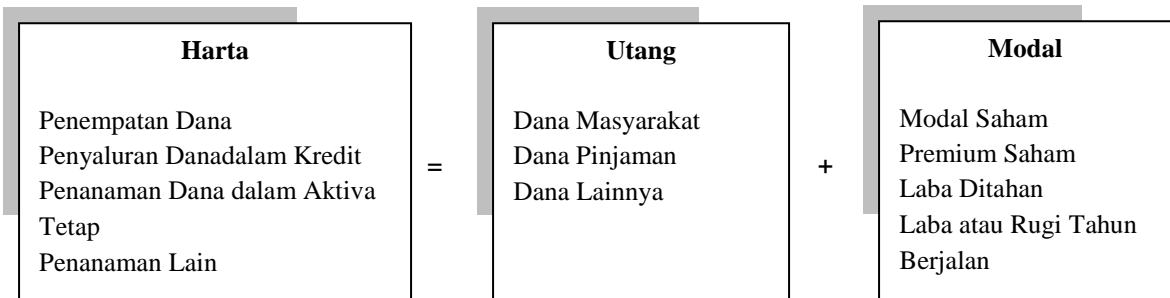 Harta
Penempatan Dana
Penyaluran Danadalam Kredit
Penanaman Dana dalam Aktiva
Tetap
Penanaman Lain
=
Utang
Dana Masyarakat
Dana Pinjaman
Dana Lainnya
+
Modal
Modal Saham
Premium Saham
Laba Ditahan
Laba atau Rugi Tahun
Berjalan